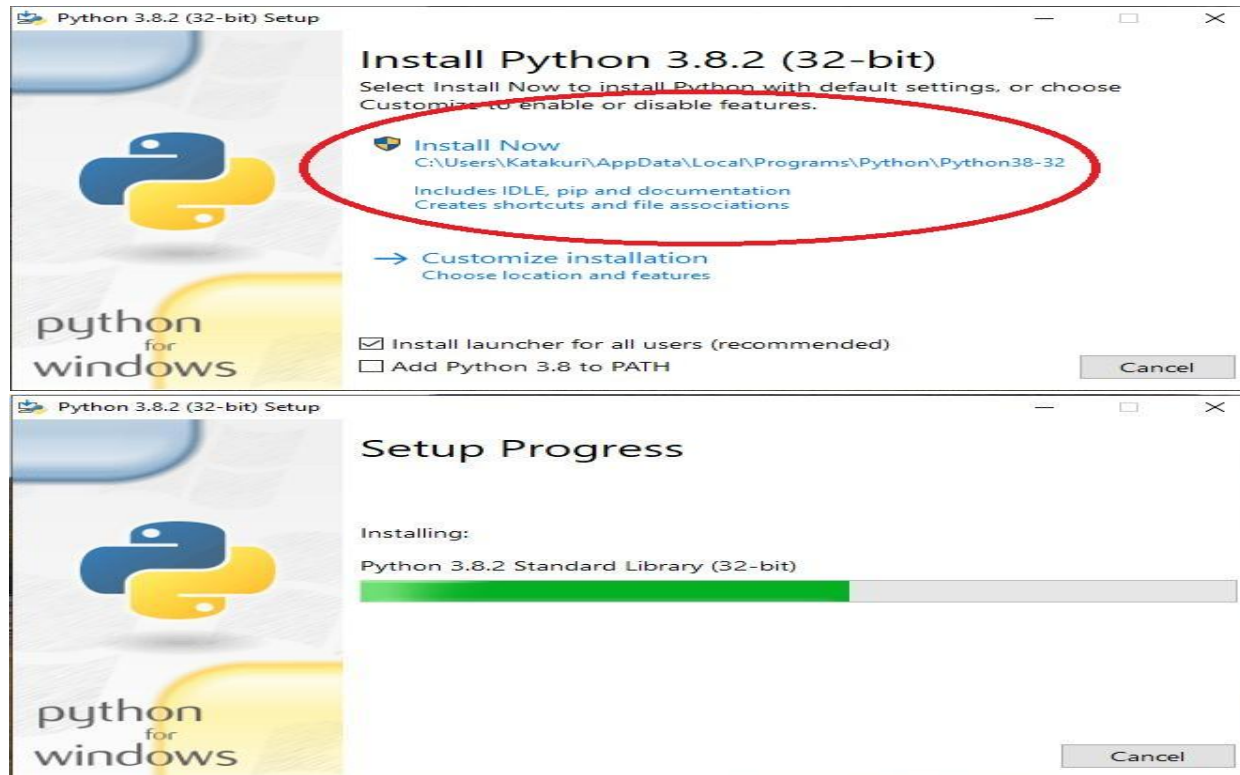 Python 3.8.2 (32-bit) Setup
Install Python 3.8.2 (32-bit)
Select Install Now to install Python with default settings, or choose
Customize to enable or disable features.
Install Now
C:\Users\Katakuri\AppData\Local\Programs\Python\Python38-32
Includes IDLE, pip and documentation
Creates shortcuts and file associations
Customize installation
Choose location and features
python
for
windows
Install launcher for all users (recommended)
Add Python 3.8 to PATH
Cancel
Python 3.8.2 (32-bit) Setup
Setup Progress
Installing:
Python 3.8.2 Standard Library (32-bit)
python
for
windows
Cancel